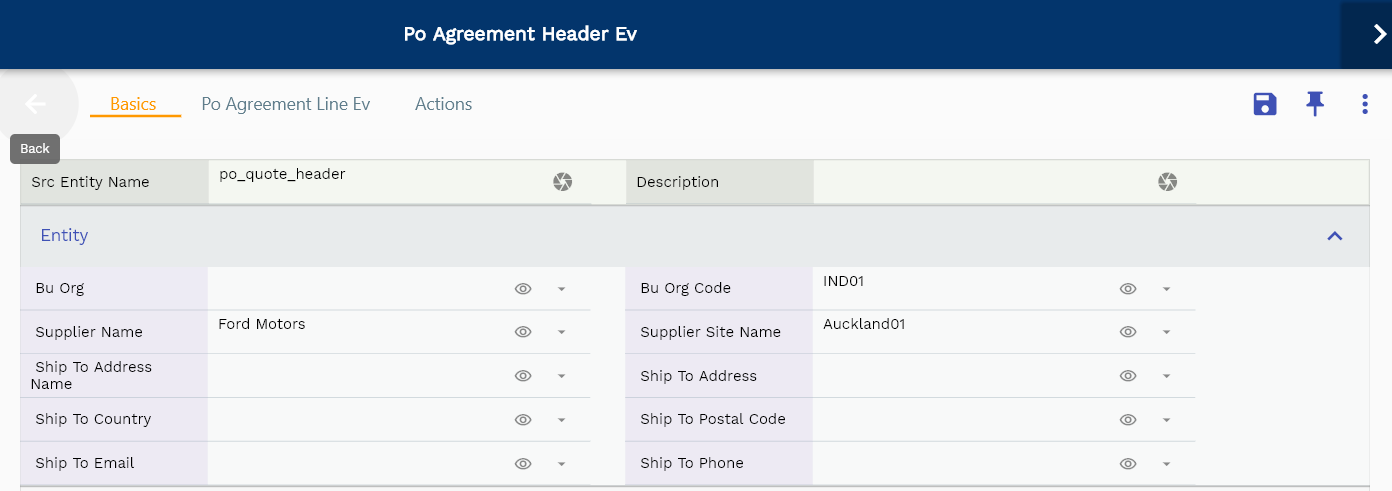 Po Agreement Header Ev
Basics Po Agreement Line Ev Actions
Back
Src Entity Name po_quote_header Description
Entity
Bu Org Bu Org Code IND01
Supplier Name Ford Motors Supplier Site Name Auckland01
Ship To Address
Name
Ship To Address
Ship To Country Ship To Postal Code
Ship To Email Ship To Phone